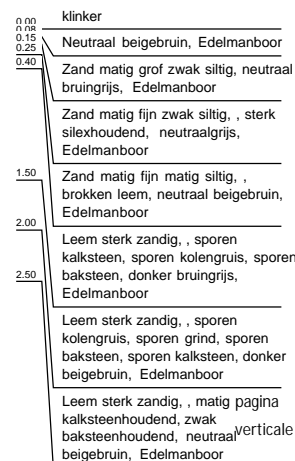 0.00
klinker
0.08
0.15
Neutraal beigebruin, Edelmanboor
0.25
0.40
Zand matig grof zwak siltig, neutraal
bruingrijs, Edelmanboor
Zand matig fijn zwak siltig, , sterk
silexhoudend, neutraalgrijs,
Edelmanboor
1.50
Zand matig fijn matig siltig, ,
brokken leem, neutraal beigebruin,
Edelmanboor
2.00
Leem sterk zandig, , sporen
kalksteen, sporen kolengruis, sporen
baksteen, donker bruingrijs,
Edelmanboor
2.50
Leem sterk zandig, , sporen
kolengruis, sporen grind, sporen
baksteen, sporen kalksteen, donker
beigebruin, Edelmanboor
Leem sterk zandig, , matig pagina
kalksteenhoudend, zwak
baksteenhoudend, neutraal verticale
beigebruin, Edelmanboor